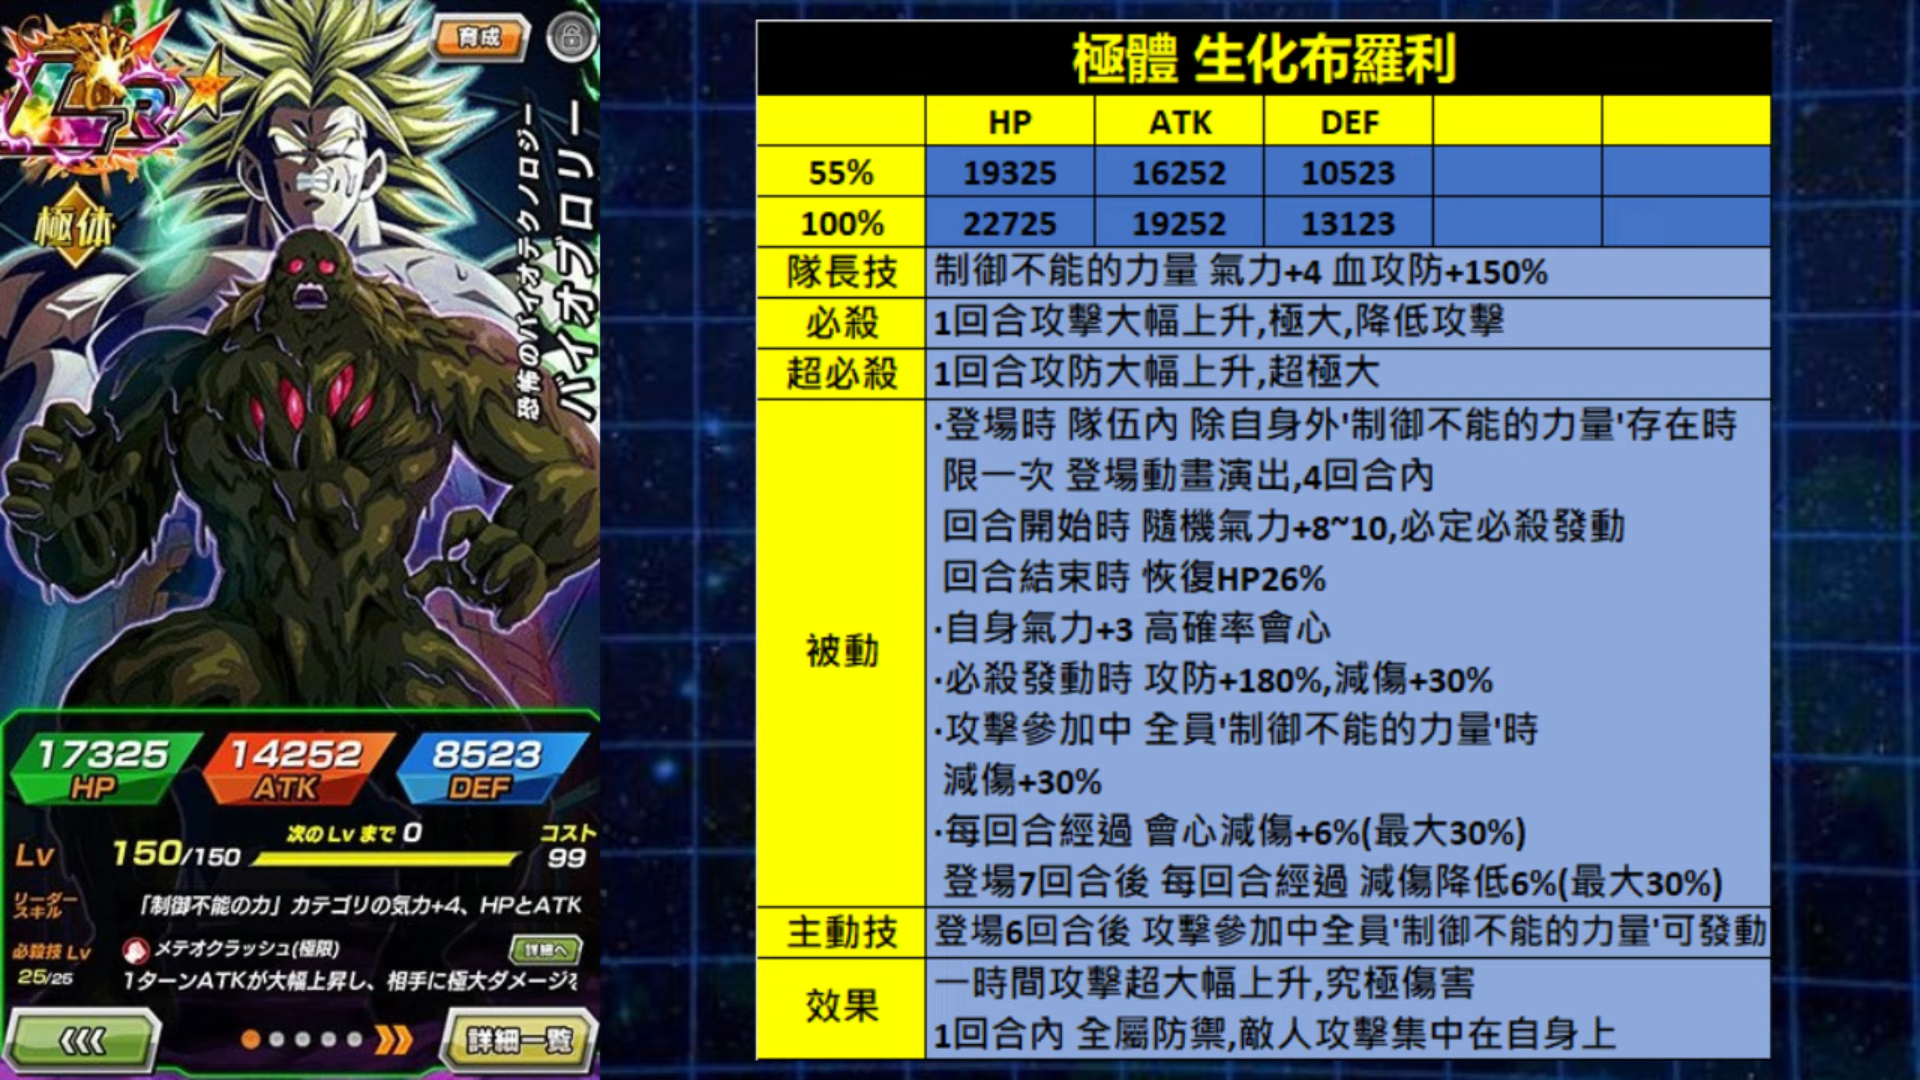 育成
LR
極体
恐怖のバイオテクノロジー
バイオブロリー
17325
HP
14252
ATK
8523
DEF
次のLvまで 0
コスト
Lv 150/150
99
リーダースキル
「制御不能の力」カテゴリの気力+4、HPとATK
必殺技 Lv
25/25
メテオクラッシュ(極限)
詳細へ
1ターンATKが大幅上昇し、相手に極大ダメージを
詳細一覧
極體 生化布羅利
HP ATK DEF
55% 19325 16252 10523
100% 22725 19252 13123
隊長技 制御不能的力量 氣力+4 血攻防+150%
必殺 1回合攻擊大幅上升,極大,降低攻擊
超必殺 1回合攻防大幅上升,超極大
被動
·登場時 隊伍內 除自身外'制御不能的力量'存在時
限一次 登場動畫演出,4回合內
回合開始時 隨機氣力+8~10,必定必殺發動
回合結束時 恢復HP26%
·自身氣力+3 高確率會心
·必殺發動時 攻防+180%,減傷+30%
·攻擊參加中 全員'制御不能的力量'時
減傷+30%
·每回合經過 會心減傷+6%(最大30%)
登場7回合後 每回合經過 減傷降低6%(最大30%)
主動技 登場6回合後 攻擊參加中全員'制御不能的力量'可發動
效果
一時間攻擊超大幅上升,究極傷害
1回合內 全屬防禦,敵人攻擊集中在自身上